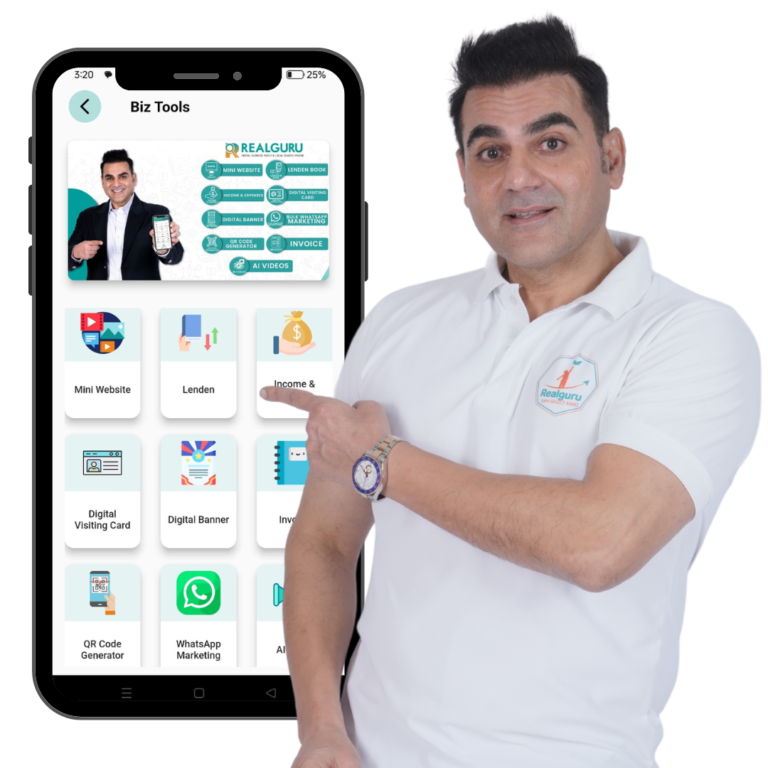 3:20
25%
Biz Tools
REALGURU
MINI WEBSITE
LENDEN BOOK
INCOME & EXPENSES
DIGITAL VISITING
CARD
DIGITAL BANNER
BULK WHATSAPP
MARKETING
QR CODE
GENERATOR
INVOICE
AI VIDEOS
Mini Website
Lenden
Income &
Digital
Visiting Card
Digital Banner
Invo
QR Code
Generator
WhatsApp
Marketing
AI
Realguru